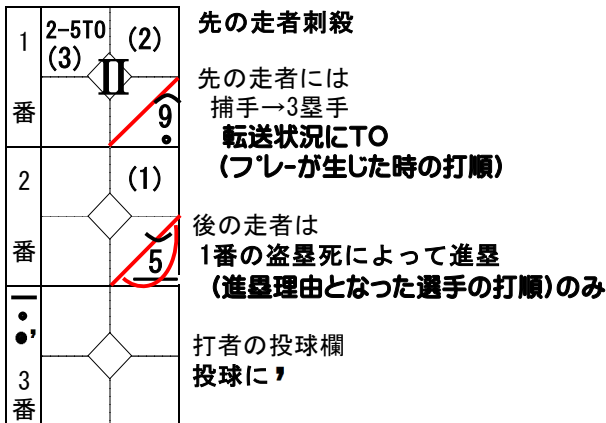 先の走者刺殺
1
番
2-5TO
(3)
(2)
II
9
先の走者には
捕手→3塁手
転送状況にTO
(プレーが生じた時の打順)
2
番
(1)
5
後の走者は
1番の盗塁死によって進塁
(進塁理由となった選手の打順)のみ
3
番
打者の投球欄
投球に❜